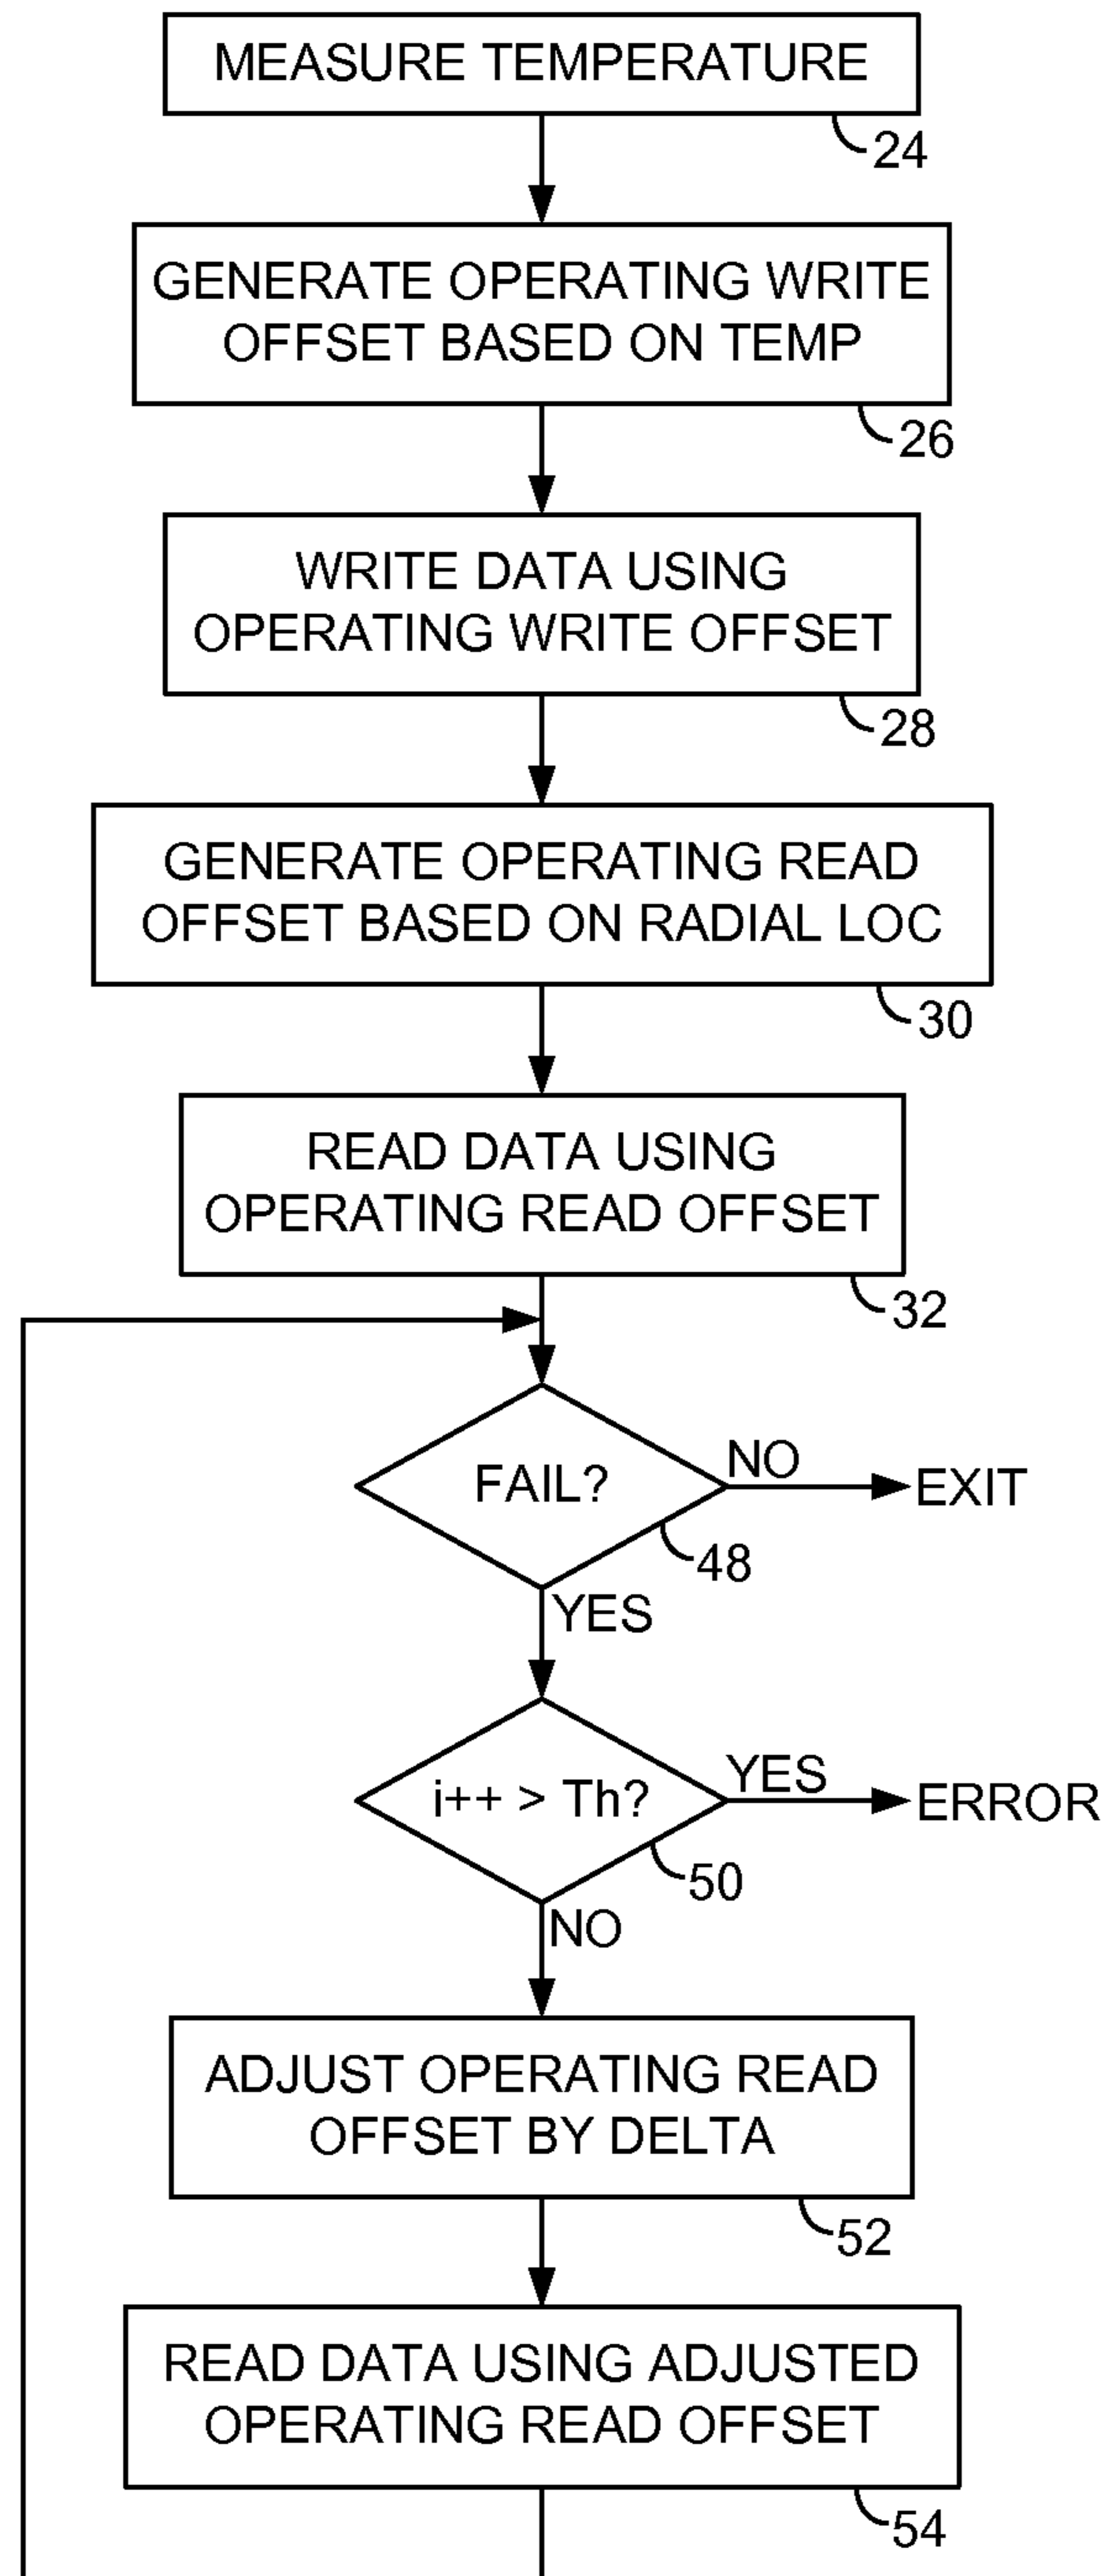 MEASURE TEMPERATURE
24
GENERATE OPERATING WRITE
OFFSET BASED ON TEMP
26
WRITE DATA USING
OPERATING WRITE OFFSET
28
GENERATE OPERATING READ
OFFSET BASED ON RADIAL LOC
30
READ DATA USING
OPERATING READ OFFSET
32
FAIL?
NO
EXIT
48
YES
i++ > Th?
YES
ERROR
50
NO
ADJUST OPERATING READ
OFFSET BY DELTA
52
READ DATA USING ADJUSTED
OPERATING READ OFFSET
54